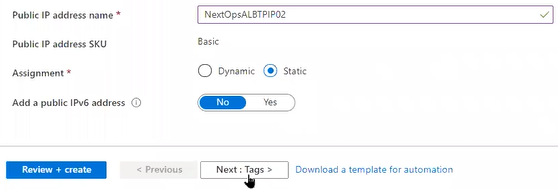 Public IP address name * NextOpsALBTPIP02
Public IP address SKU Basic
Assignment * Dynamic Static
Add a public IPv6 address No Yes
Review + create < Previous Next : Tags > Download a template for automation